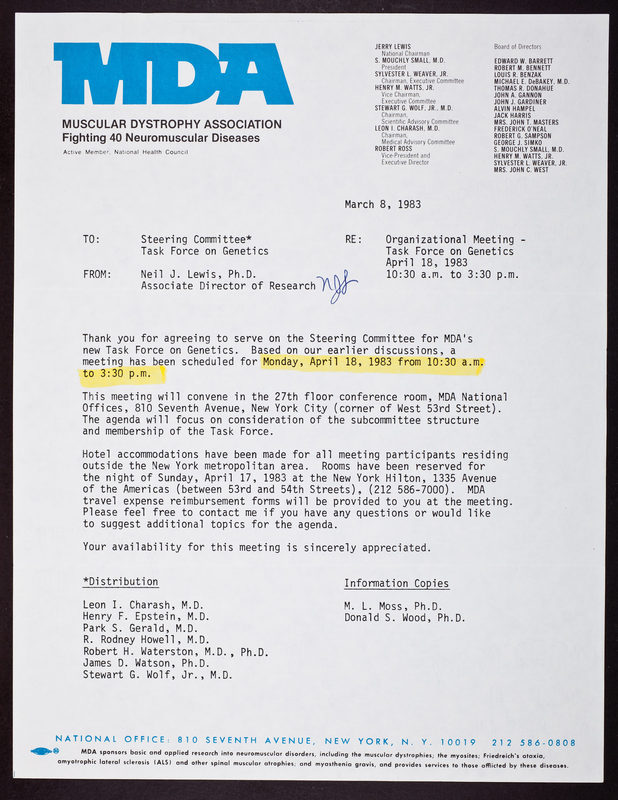 MDA
MUSCULAR DYSTROPHY ASSOCIATION
Fighting 40 Neuromuscular Diseases
Active Member, National Health Council
JERRY LEWIS
National Chairman
S. MOUCHLY SMALL, M.D.
President
SYLVESTER L. WEAVER, JR.
Chairman, Executive Committee
HENRY M. WATTS, JR.
Vice Chairman,
Executive Committee
STEWART G. WOLF, JR., M.D.
Chairman,
Scientific Advisory Committee
LEON I. CHARASH, M.D.
Chairman,
Medical Advisory Committee
ROBERT ROSS
Vice-President and
Executive Director
Board of Directors
EDWARD W. BARRETT
ROBERT M. BENNETT
LOUIS R. BENZAK
MICHAEL E. DeBAKEY, M.D.
THOMAS R. DONAHUE
JOHN A. GANNON
JOHN J. GARDINER
ALVIN HAMPEL
JACK HARRIS
MRS. JOHN T. MASTERS
FREDERICK O'NEAL
ROBERT G. SAMPSON
GEORGE J. SIMKO
S. MOUCHLY SMALL, M.D.
HENRY M. WATTS, JR.
SYLVESTER L. WEAVER, JR.
MRS. JOHN C. WEST
March 8, 1983
TO: Steering Committee*
Task Force on Genetics
FROM: Neil J. Lewis, Ph.D.
Associate Director of Research NJL
RE: Organizational Meeting -
Task Force on Genetics
April 18, 1983
10:30 a.m. to 3:30 p.m.
Thank you for agreeing to serve on the Steering Committee for MDA's
new Task Force on Genetics. Based on our earlier discussions, a
meeting has been scheduled for Monday, April 18, 1983 from 10:30 a.m.
to 3:30 p.m.
This meeting will convene in the 27th floor conference room, MDA National
Offices, 810 Seventh Avenue, New York City (corner of West 53rd Street).
The agenda will focus on consideration of the subcommittee structure
and membership of the Task Force.
Hotel accommodations have been made for all meeting participants residing
outside the New York metropolitan area. Rooms have been reserved for
the night of Sunday, April 17, 1983 at the New York Hilton, 1335 Avenue
of the Americas (between 53rd and 54th Streets), (212 586-7000). MDA
travel expense reimbursement forms will be provided to you at the meeting.
Please feel free to contact me if you have any questions or would like
to suggest additional topics for the agenda.
Your availability for this meeting is sincerely appreciated.
*Distribution
Leon I. Charash, M.D.
Henry F. Epstein, M.D.
Park S. Gerald, M.D.
R. Rodney Howell, M.D.
Robert H. Waterston, M.D., Ph.D.
James D. Watson, Ph.D.
Stewart G. Wolf, Jr., M.D.
Information Copies
M. L. Moss, Ph.D.
Donald S. Wood, Ph.D.
NATIONAL OFFICE: 810 SEVENTH AVENUE, NEW YORK, N. Y. 10019 212 586-0808
MDA sponsors basic and applied research into neuromuscular disorders, including the muscular dystrophies, the myosites, Friedreich's ataxia,
amyotrophic lateral sclerosis (ALS) and other spinal muscular atrophies, and myasthenia gravis, and provides services to those afflicted by these diseases.